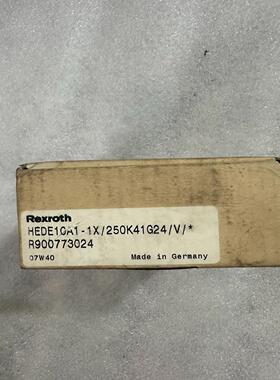 Rexroth
HEDE10A1-1X/250K41G24/V/*
R900773024
07W40 Made in Germany